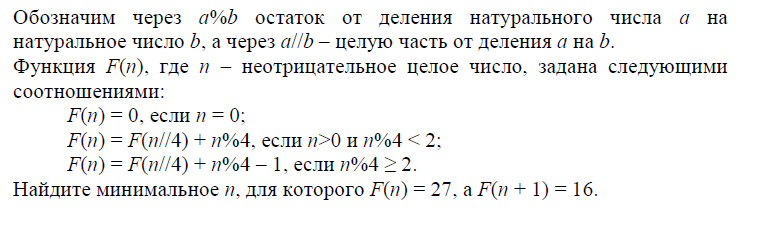 Обозначим через a%b остаток от деления натурального числа a на
натуральное число b, а через a//b – целую часть от деления a на b.
Функция F(n), где n – неотрицательное целое число, задана следующими
соотношениями:
F(n) = 0, если n = 0;
F(n) = F(n//4) + n%4, если n>0 и n%4 < 2;
F(n) = F(n//4) + n%4 – 1, если n%4 ≥ 2.
Найдите минимальное n, для которого F(n) = 27, а F(n + 1) = 16.